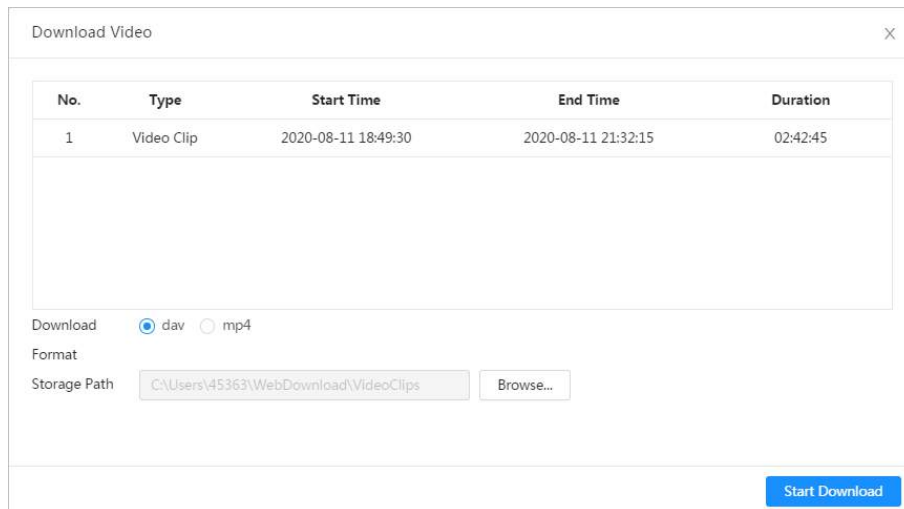 Download Video
No. Type Start Time End Time Duration
1 Video Clip 2020-08-11 18:49:30 2020-08-11 21:32:15 02:42:45
Download dav mp4
Format
Storage Path C:\Users\45363\WebDownload\VideoClips Browse...
Start Download